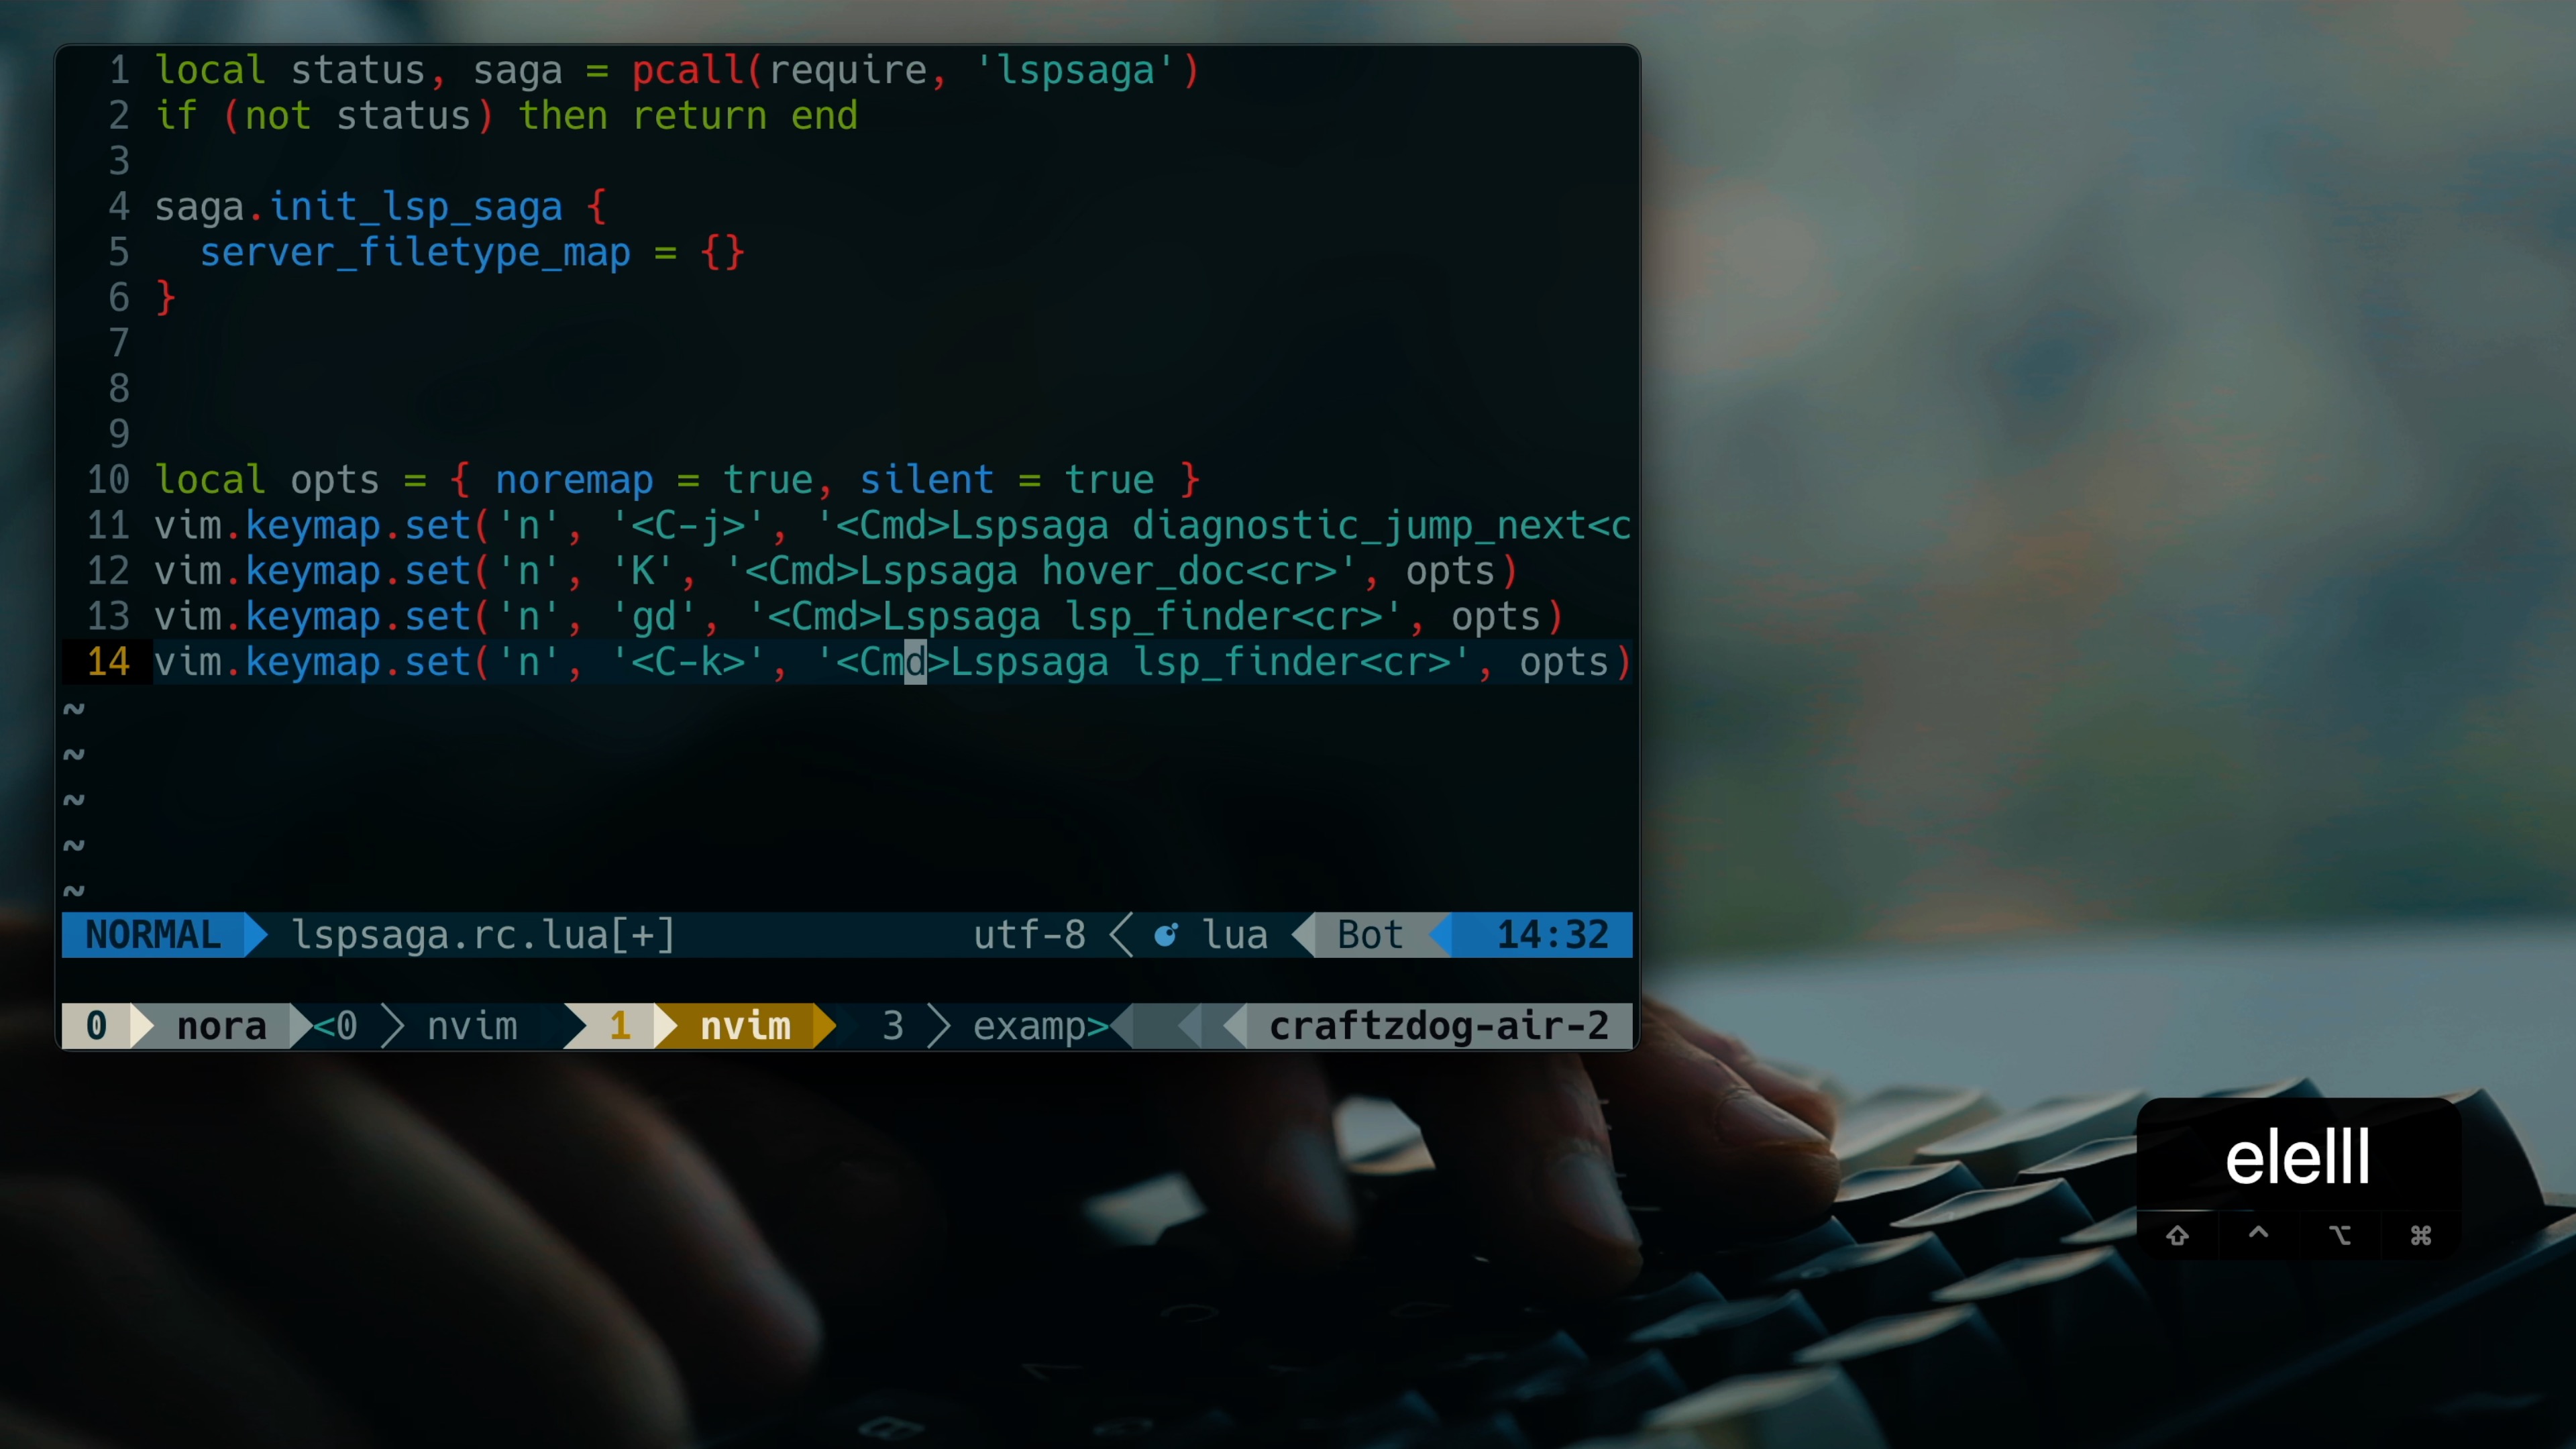 1 local status, saga = pcall(require, 'lspsaga')
2 if (not status) then return end
3
4 saga.init_lsp_saga {
5   server_filetype_map = {}
6 }
7
8
9
10 local opts = { noremap = true, silent = true }
11 vim.keymap.set('n', '<C-j>', '<Cmd>Lspsaga diagnostic_jump_next<c
12 vim.keymap.set('n', 'K', '<Cmd>Lspsaga hover_doc<cr>', opts)
13 vim.keymap.set('n', 'gd', '<Cmd>Lspsaga lsp_finder<cr>', opts)
14 vim.keymap.set('n', '<C-k>', '<Cmd>Lspsaga lsp_finder<cr>', opts)
~
~
~
~
~
NORMAL lspsaga.rc.lua[+] utf-8 lua Bot 14:32
0 nora <0 nvim 1 nvim 3 examp> craftzdog-air-2
elelll
⇧ ⌃ ⌥ ⌘